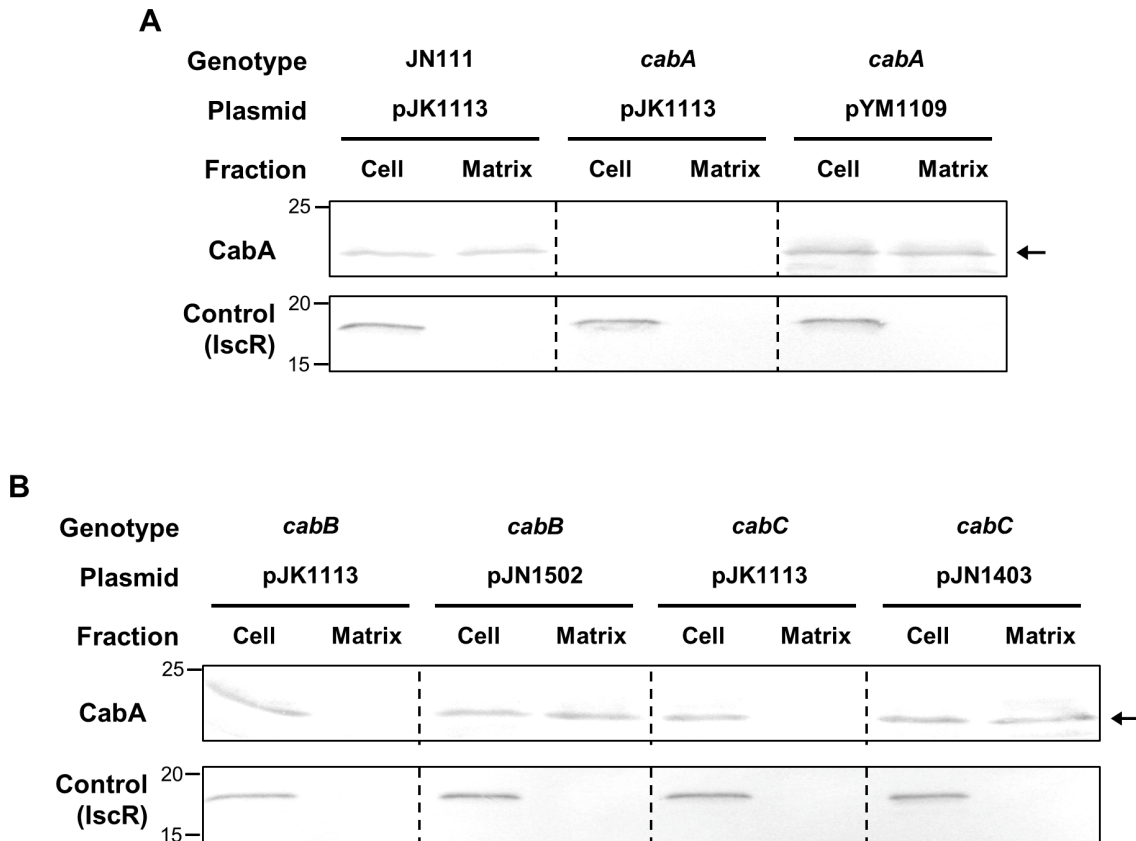 A
Genotype JN111 cabA cabA
Plasmid pJK1113 pJK1113 pYM1109
Fraction Cell Matrix Cell Matrix Cell Matrix
25
CabA
20
Control
(IscR)
15
B
Genotype cabB cabB cabC cabC
Plasmid pJK1113 pJN1502 pJK1113 pJN1403
Fraction Cell Matrix Cell Matrix Cell Matrix Cell Matrix
25
CabA
20
Control
(IscR)
15